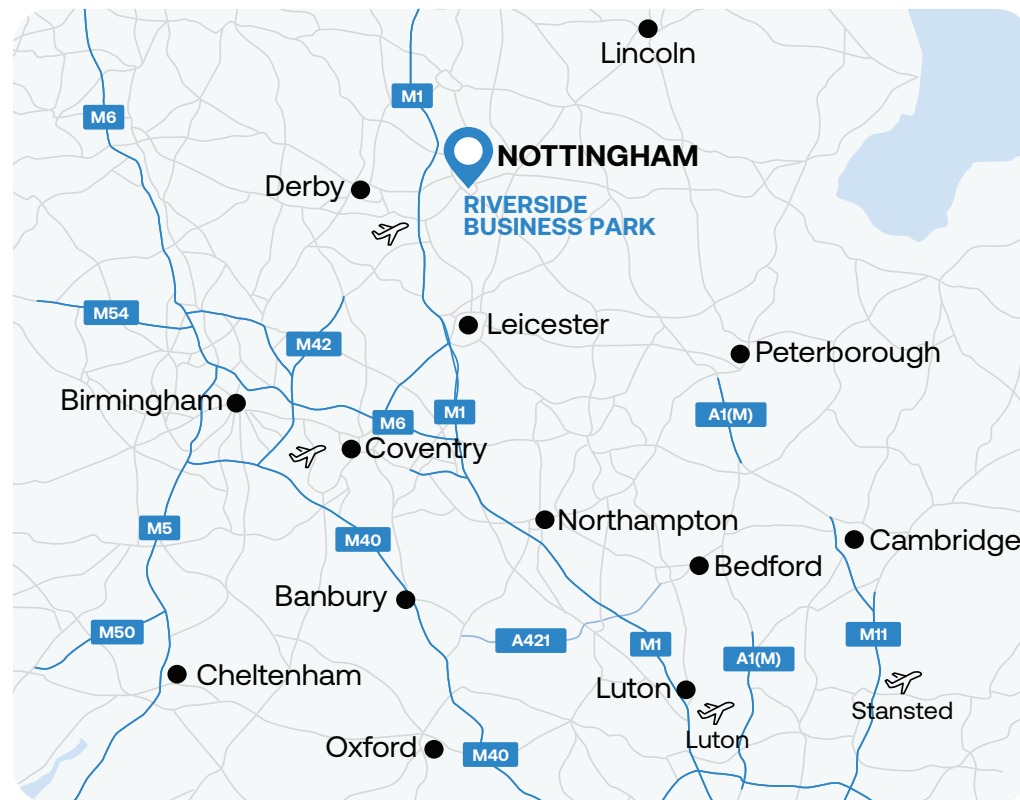 Lincoln
M1
M6
NOTTINGHAM
Derby
RIVERSIDE
BUSINESS PARK
M54
Leicester
M42
Peterborough
Birmingham
M6
M1
A1(M)
Coventry
Northampton
M5
M40
Cambridge
Bedford
Banbury
M50
A421
M1
M11
A1(M)
Cheltenham
Luton
Stansted
Luton
Oxford
M40